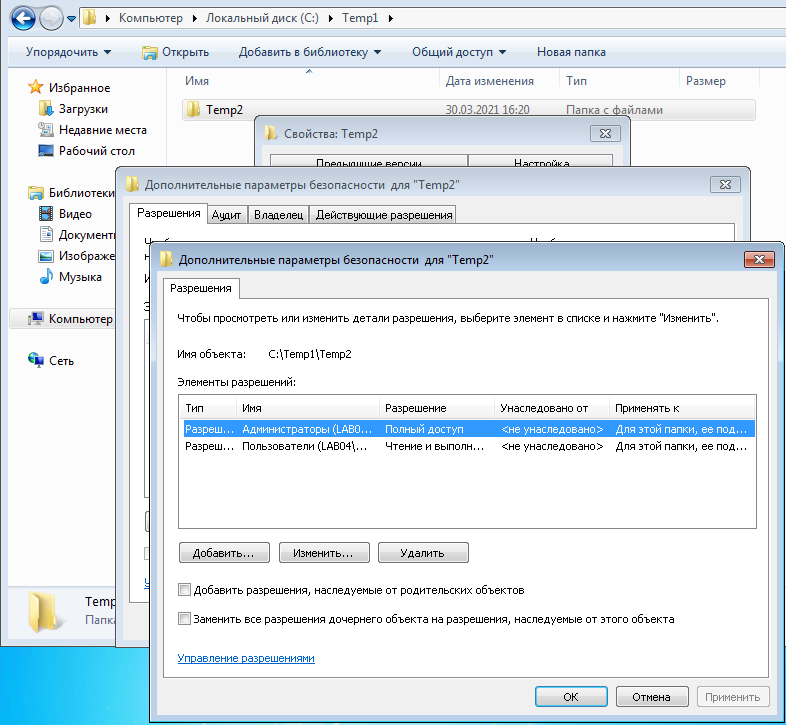 Компьютер Локальный диск (C:) Temp1
Упорядочить Открыть Добавить в библиотеку Общий доступ Новая папка
Избранное
Загрузки
Недавние места
Рабочий стол
Библиотеки
Видео
Документы
Изображе
Музыка
Компьютер
Сеть
Имя Дата изменения Тип Размер
Temp2 30.03.2021 16:20 Папка с файлами
Свойства: Temp2
Предыдущие версии Настройка
Дополнительные параметры безопасности для "Temp2"
Разрешения Аудит Владелец Действующие разрешения
Дополнительные параметры безопасности для "Temp2"
Разрешения
Чтобы просмотреть или изменить детали разрешения, выберите элемент в списке и нажмите "Изменить".
Имя объекта: C:\Temp1\Temp2
Элементы разрешений:
Тип Имя Разрешение Унаследовано от Применять к
Разреш... Администраторы (LAB0... Полный доступ <не унаследовано> Для этой папки, ее под...
Разреш... Пользователи (LAB04\... Чтение и выполн... <не унаследовано> Для этой папки, ее под...
Добавить... Изменить... Удалить
Добавить разрешения, наследуемые от родительских объектов
Заменить все разрешения дочернего объекта на разрешения, наследуемые от этого объекта
Управление разрешениями
ОК Отмена Применить
Temp
Папка